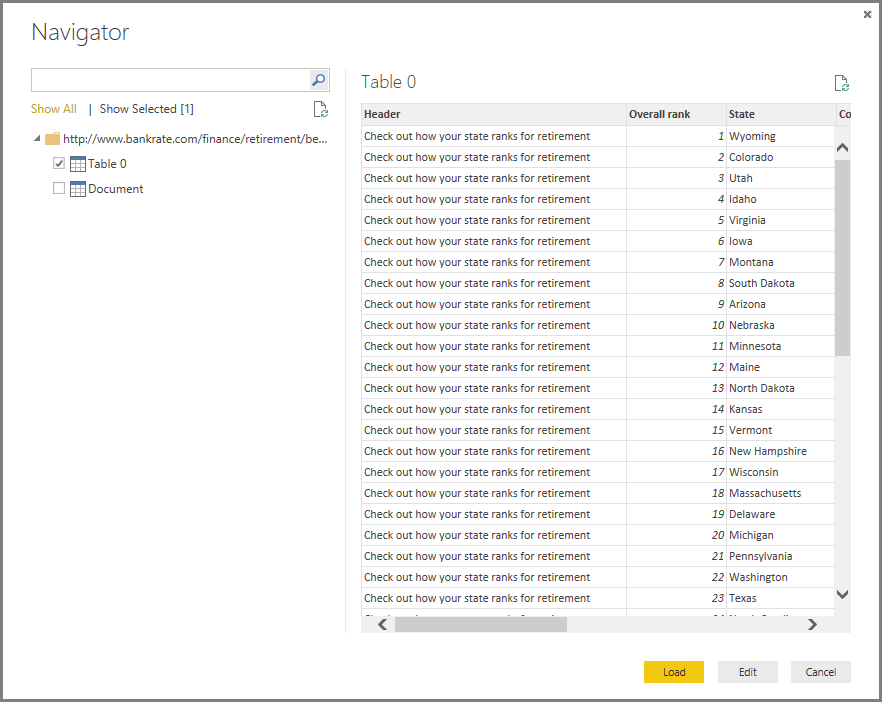 Navigator
Show All | Show Selected [1]
http://www.bankrate.com/finance/retirement/be...
Table 0
Document
Table 0
Header Overall rank State Co
Check out how your state ranks for retirement 1 Wyoming
Check out how your state ranks for retirement 2 Colorado
Check out how your state ranks for retirement 3 Utah
Check out how your state ranks for retirement 4 Idaho
Check out how your state ranks for retirement 5 Virginia
Check out how your state ranks for retirement 6 Iowa
Check out how your state ranks for retirement 7 Montana
Check out how your state ranks for retirement 8 South Dakota
Check out how your state ranks for retirement 9 Arizona
Check out how your state ranks for retirement 10 Nebraska
Check out how your state ranks for retirement 11 Minnesota
Check out how your state ranks for retirement 12 Maine
Check out how your state ranks for retirement 13 North Dakota
Check out how your state ranks for retirement 14 Kansas
Check out how your state ranks for retirement 15 Vermont
Check out how your state ranks for retirement 16 New Hampshire
Check out how your state ranks for retirement 17 Wisconsin
Check out how your state ranks for retirement 18 Massachusetts
Check out how your state ranks for retirement 19 Delaware
Check out how your state ranks for retirement 20 Michigan
Check out how your state ranks for retirement 21 Pennsylvania
Check out how your state ranks for retirement 22 Washington
Check out how your state ranks for retirement 23 Texas
Load Edit Cancel